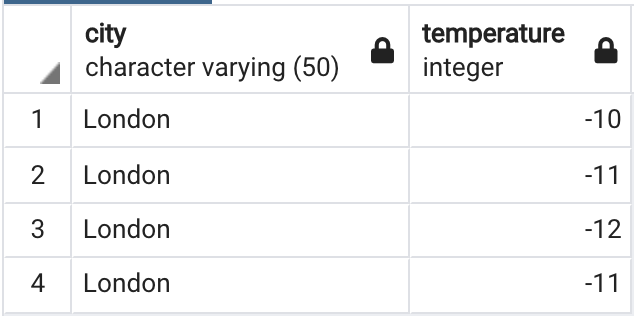 city temperature
character varying (50) integer
1 London -10
2 London -11
3 London -12
4 London -11